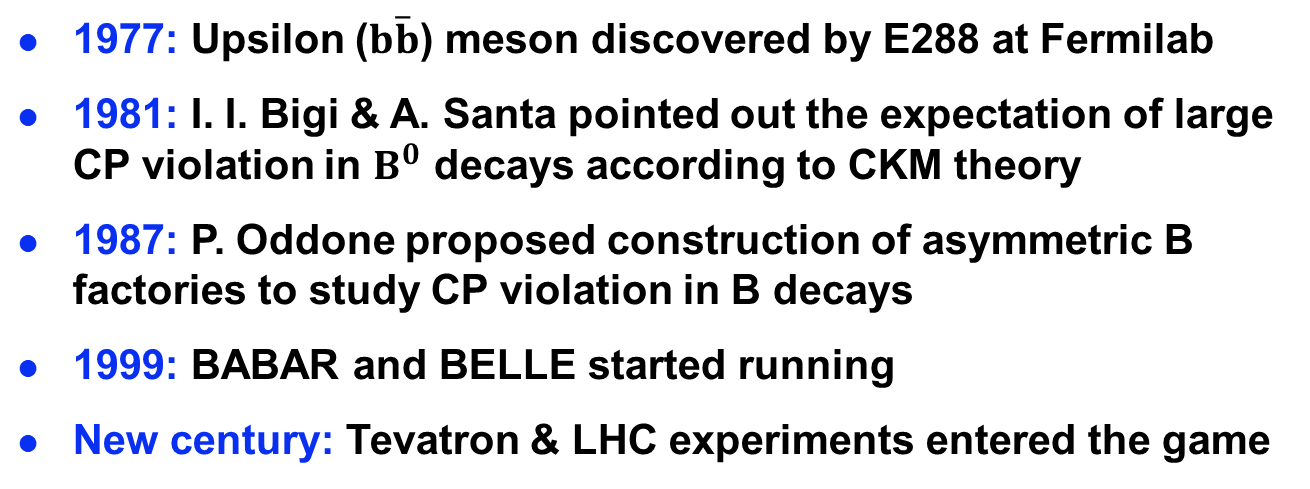 ● 1977: Upsilon (bb̄) meson discovered by E288 at Fermilab
● 1981: I. I. Bigi & A. Santa pointed out the expectation of large
CP violation in B⁰ decays according to CKM theory
● 1987: P. Oddone proposed construction of asymmetric B
factories to study CP violation in B decays
● 1999: BABAR and BELLE started running
● New century: Tevatron & LHC experiments entered the game